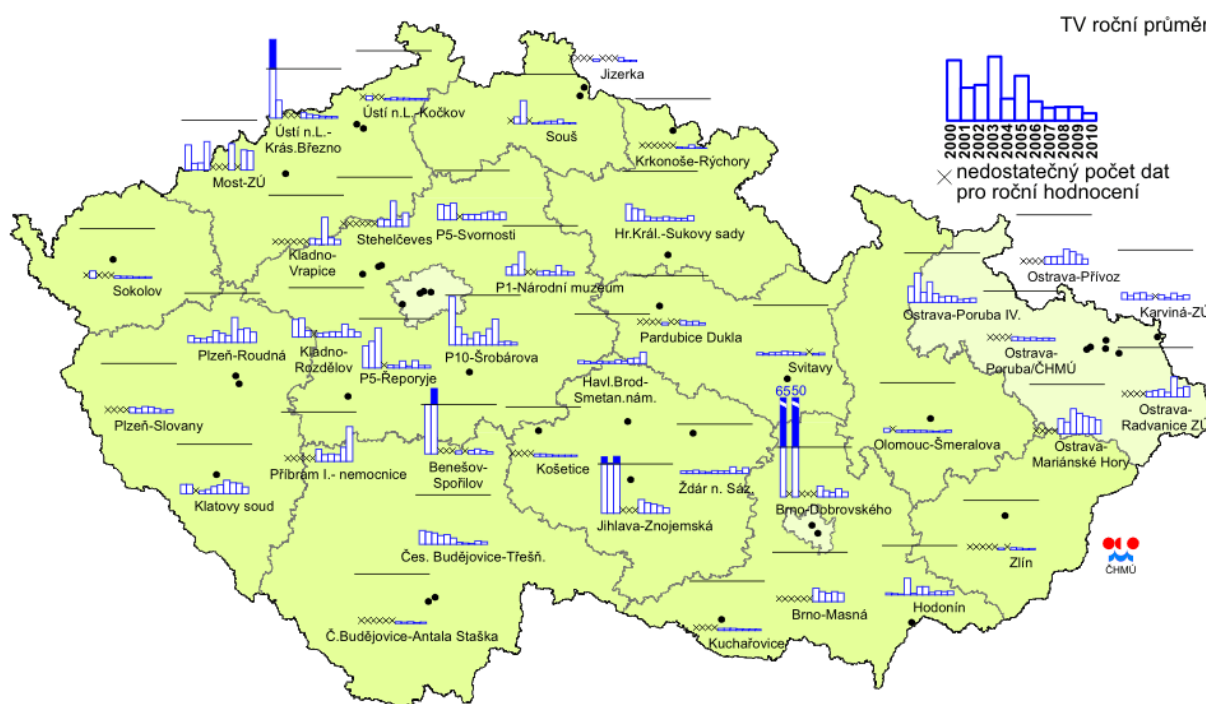 TV roční průměr
2000
2001
2002
2003
2004
2005
2006
2007
2008
2009
2010
nedostatečný počet dat
pro roční hodnocení
Jizerka
Ústí n.L.-Kočkov
Ústí n.L.-
Krás.Březno
Souš
Krkonoše-Rýchory
Most-ZÚ
Stehelčeves
P5-Svornosti
Hr.Král.-Sukovy sady
Kladno-
Vrapice
Sokolov
P1-Národní muzeum
Ostrava-Přívoz
Karviná-ZÚ
Ostrava-Poruba IV.
Plzeň-Roudná
Kladno-
Rozdělov
P10-Šrobárova
Pardubice Dukla
Ostrava-
Poruba/ČHMÚ
P5-Řeporyje
Havl.Brod-
Smetan.nám.
Svitavy
6550
Plzeň-Slovany
Ostrava-
Radvanice ZÚ
Olomouc-Šmeralova
Ostrava-
Mariánské Hory
Příbram I.- nemocnice
Benešov-
Spořilov
Košetice
Žďár n. Sáz.
Klatovy soud
Jihlava-Znojemská
Brno-Dobrovského
Čes. Budějovice-Třešň.
Zlín
ČHMÚ
Č.Budějovice-Antala Staška
Kuchařovice
Brno-Masná
Hodonín